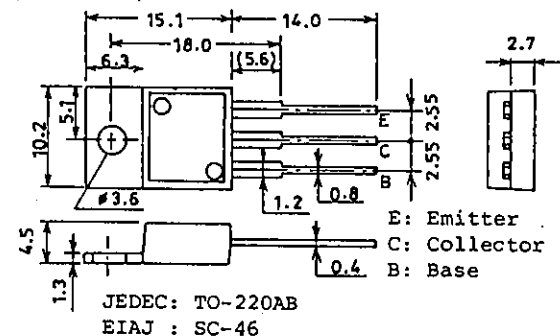 15.1
14.0
18.0
6.3
(5.6)
2.7
10.2
5.1
E
2.55
C
2.55
B
ø3.6
1.2
0.8
E: Emitter
C: Collector
B: Base
4.5
1.3
0.4
JEDEC: TO-220AB
EIAJ : SC-46